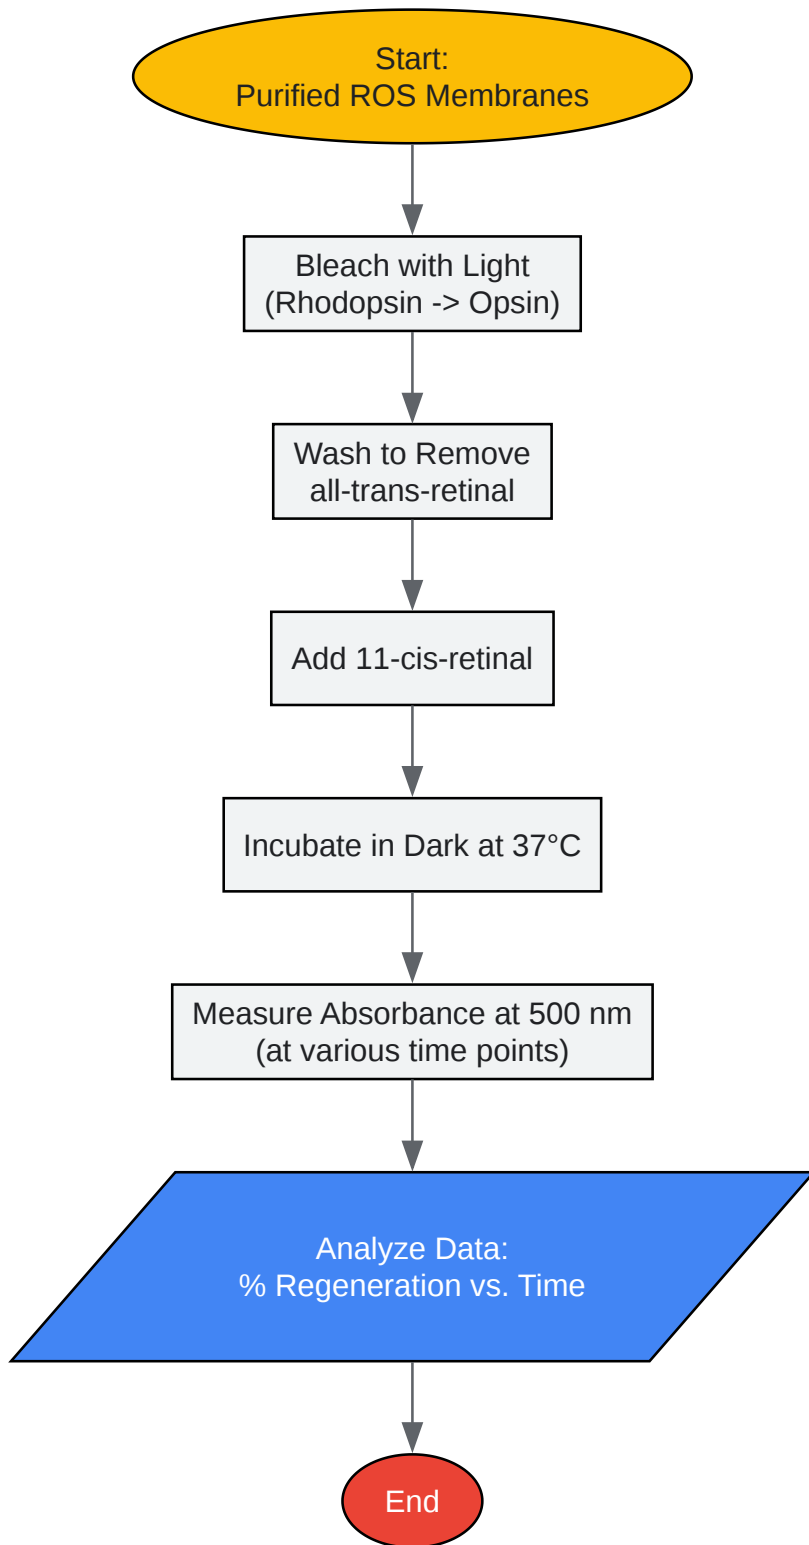 Start:
Purified ROS Membranes
Bleach with Light
(Rhodopsin -> Opsin)
Wash to Remove
all-trans-retinal
Add 11-cis-retinal
Incubate in Dark at 37°C
Measure Absorbance at 500 nm
(at various time points)
Analyze Data:
% Regeneration vs. Time
End